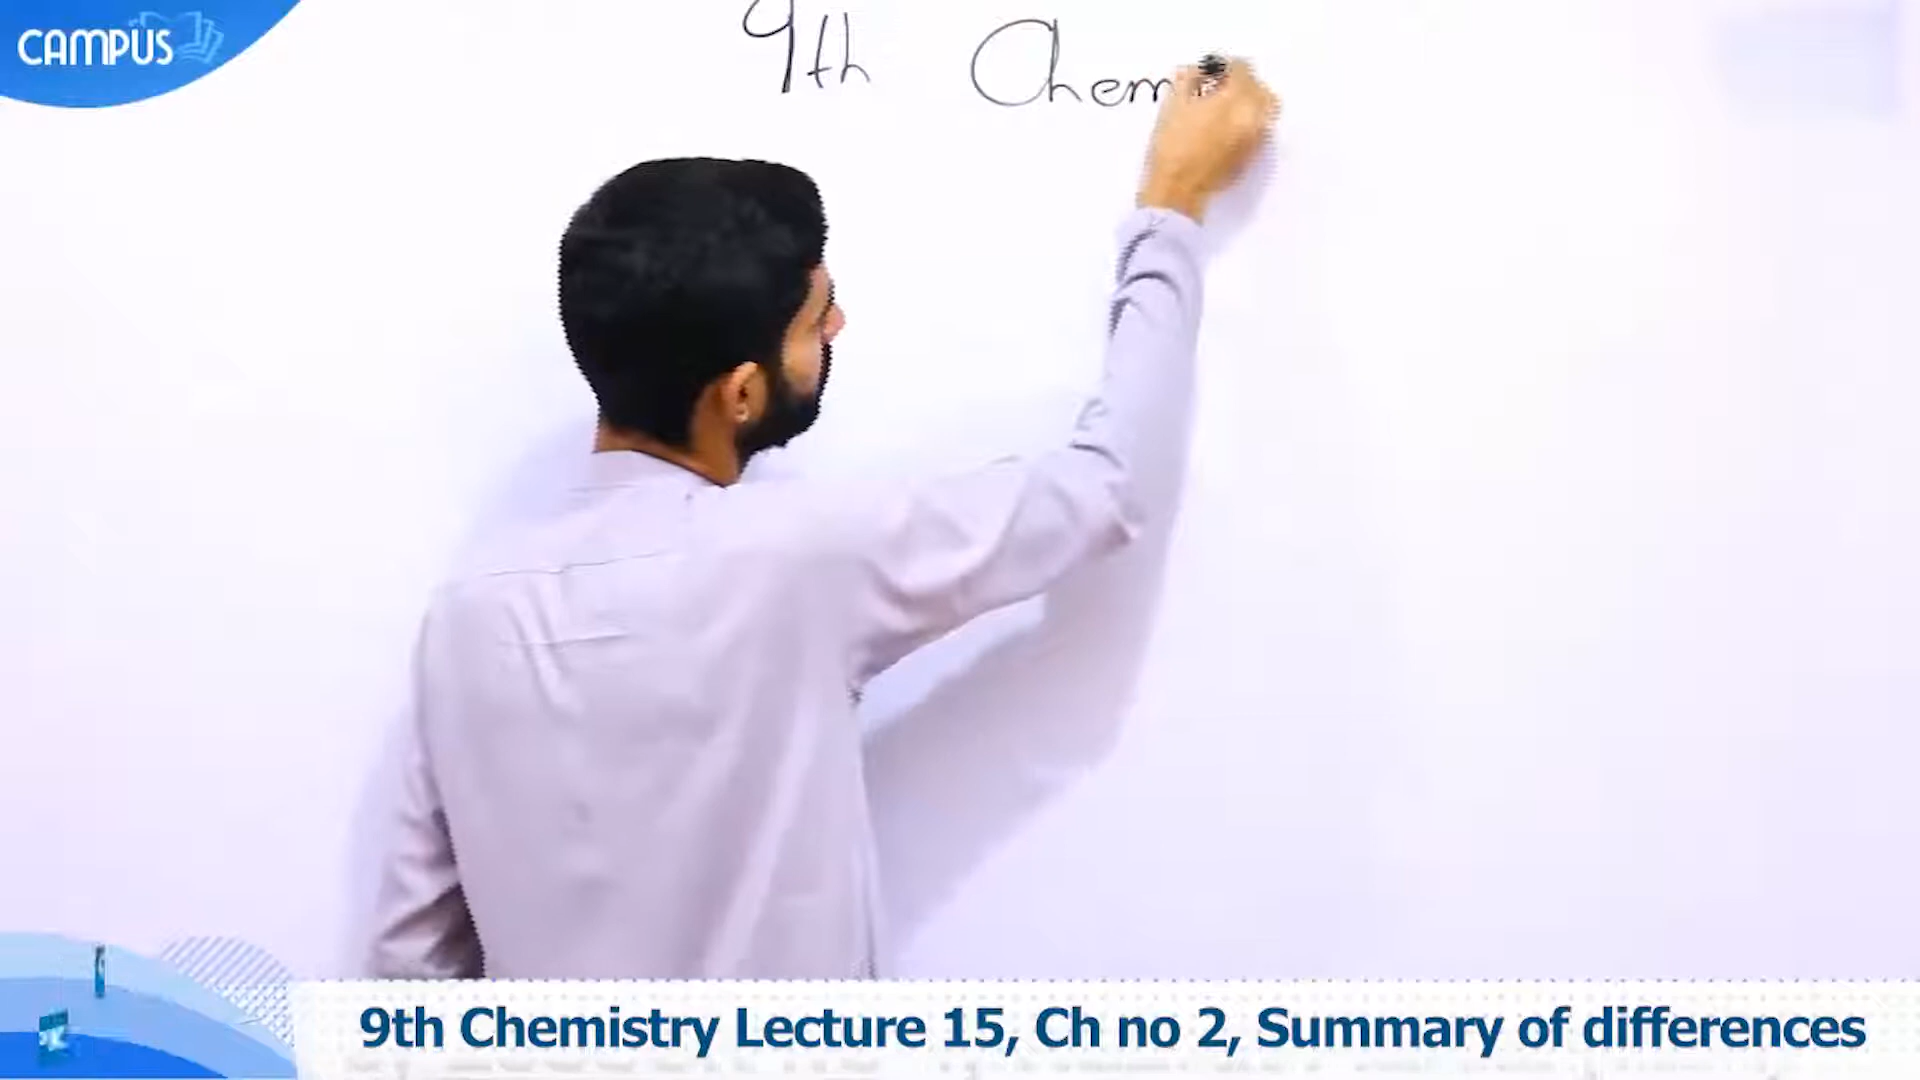 CAMPUS
9th Chem
9th Chemistry Lecture 15, Ch no 2, Summary of differences